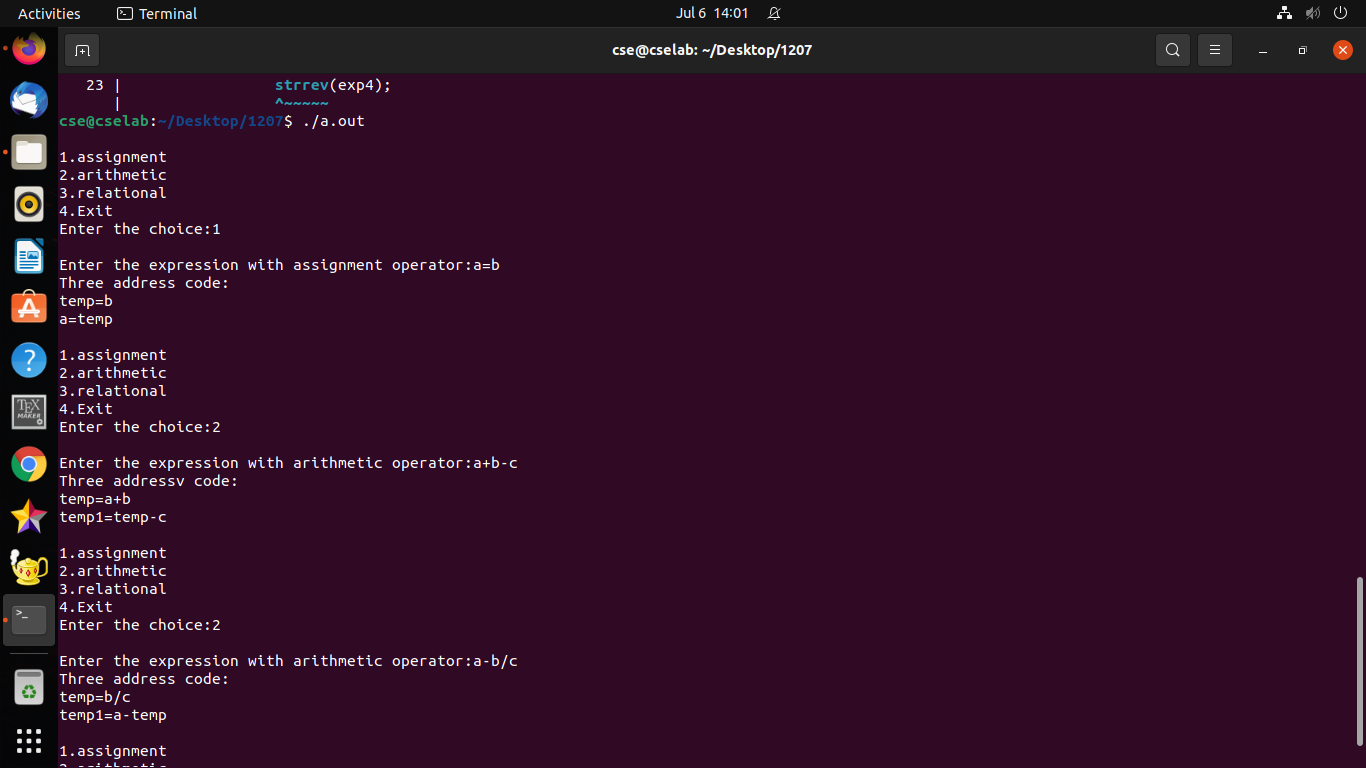 Activities
Terminal
Jul 6 14:01
cse@cselab: ~/Desktop/1207
23 | strrev(exp4);
| ^~~~~~
cse@cselab:~/Desktop/1207$ ./a.out
1.assignment
2.arithmetic
3.relational
4.Exit
Enter the choice:1
Enter the expression with assignment operator:a=b
Three address code:
temp=b
a=temp
1.assignment
2.arithmetic
3.relational
4.Exit
Enter the choice:2
Enter the expression with arithmetic operator:a+b-c
Three addressv code:
temp=a+b
temp1=temp-c
1.assignment
2.arithmetic
3.relational
4.Exit
Enter the choice:2
Enter the expression with arithmetic operator:a-b/c
Three address code:
temp=b/c
temp1=a-temp
1.assignment
2.arithmetic
TEX
MAKER